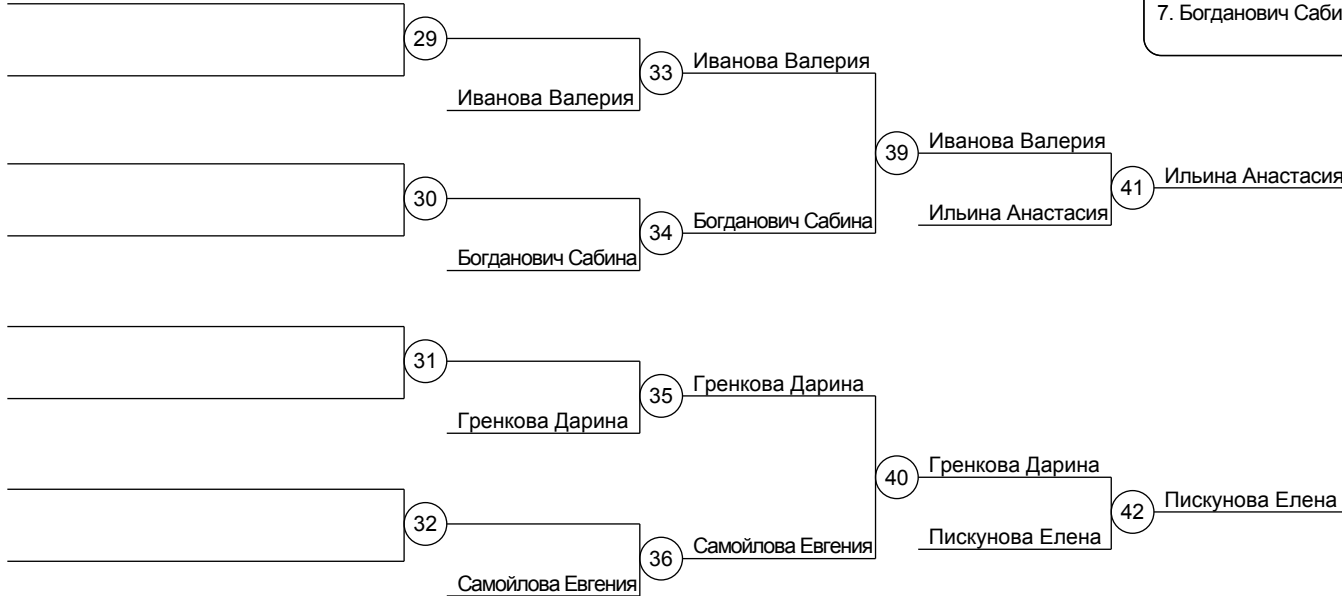 7. Богданович Саби
29
33
Иванова Валерия
Иванова Валерия
39
Иванова Валерия
41
Ильина Анастасия
30
34
Богданович Сабина
Ильина Анастасия
Богданович Сабина
31
35
Гренкова Дарина
Гренкова Дарина
40
Гренкова Дарина
42
Пискунова Елена
32
36
Самойлова Евгения
Пискунова Елена
Самойлова Евгения